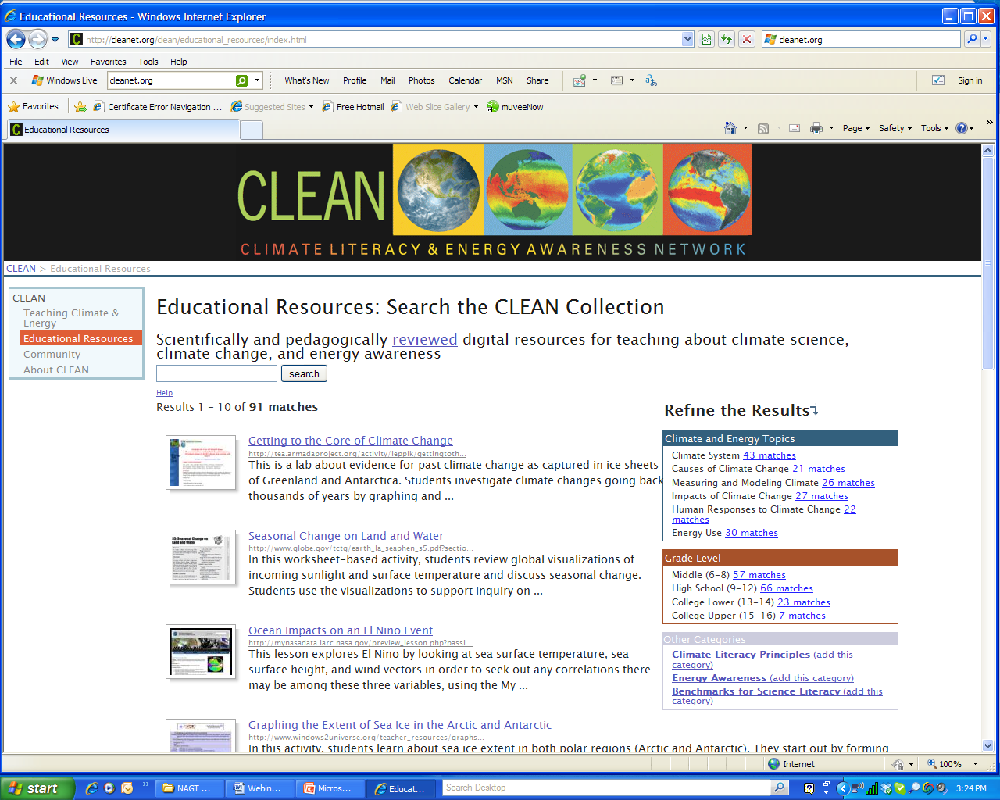 Educational Resources - Windows Internet Explorer
http://cleanet.org/clean/educational_resources/index.html
cleanet.org
File Edit View Favorites Tools Help
Windows Live cleanet.org What's New Profile Mail Photos Calendar MSN Share Sign in
Favorites Certificate Error Navigation ... Suggested Sites Free Hotmail Web Slice Gallery muveeNow
Educational Resources Page Safety Tools
CLEAN
CLIMATE LITERACY & ENERGY AWARENESS NETWORK
CLEAN > Educational Resources
CLEAN
Teaching Climate &
Energy
Educational Resources
Community
About CLEAN
Educational Resources: Search the CLEAN Collection
Scientifically and pedagogically reviewed digital resources for teaching about climate science,
climate change, and energy awareness
search
Help
Results 1 - 10 of 91 matches
Getting to the Core of Climate Change
http://tea.armadaproject.org/activity/leppik/gettingtoth...
This is a lab about evidence for past climate change as captured in ice sheets
of Greenland and Antarctica. Students investigate climate changes going back
thousands of years by graphing and ...
S5: Seasonal Change on
Land and Water
Seasonal Change on Land and Water
http://www.globe.gov/tctg/earth_la_seaphen_s5.pdf?sectio...
In this worksheet-based activity, students review global visualizations of
incoming sunlight and surface temperature and discuss seasonal change.
Students use the visualizations to support inquiry on ...
Ocean Impacts on an El Nino Event
http://mynasadata.larc.nasa.gov/preview_lesson.php?passi...
This lesson explores El Nino by looking at sea surface temperature, sea
surface height, and wind vectors in order to seek out any correlations there
may be among these three variables, using the My ...
Graphing the Extent of Sea Ice in the Arctic and Antarctic
http://www.windows2universe.org/teacher_resources/graphs...
In this activity, students learn about sea ice extent in both polar regions (Arctic and Antarctic). They start out by forming
Refine the Results
Climate and Energy Topics
Climate System 43 matches
Causes of Climate Change 21 matches
Measuring and Modeling Climate 26 matches
Impacts of Climate Change 27 matches
Human Responses to Climate Change 22
matches
Energy Use 30 matches
Grade Level
Middle (6-8) 57 matches
High School (9-12) 66 matches
College Lower (13-14) 23 matches
College Upper (15-16) 7 matches
Other Categories
Climate Literacy Principles (add this
category)
Energy Awareness (add this category)
Benchmarks for Science Literacy (add this
category)
Internet 100%
start NAGT ... Webin... Micros... Educat... Search Desktop 3:24 PM